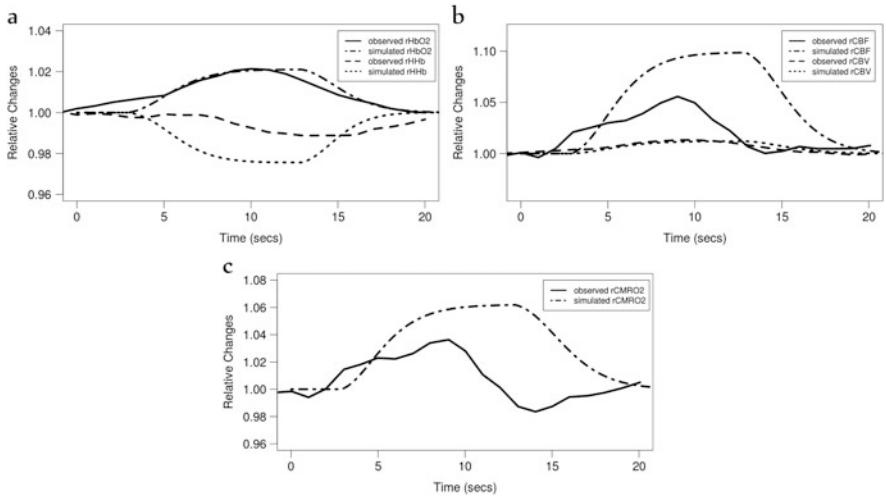 a
1.04
1.02
1.00
0.98
0.96
Relative Changes
observed rHbO2
simulated rHbO2
observed rHHb
simulated rHHb
0 5 10 15 20
Time (secs)
b
1.10
1.05
1.00
Relative Changes
observed rCBF
simulated rCBF
observed rCBV
simulated rCBV
0 5 10 15 20
Time (secs)
c
1.08
1.06
1.04
1.02
1.00
0.98
0.96
Relative Changes
observed rCMRO2
simulated rCMRO2
0 5 10 15 20
Time (secs)